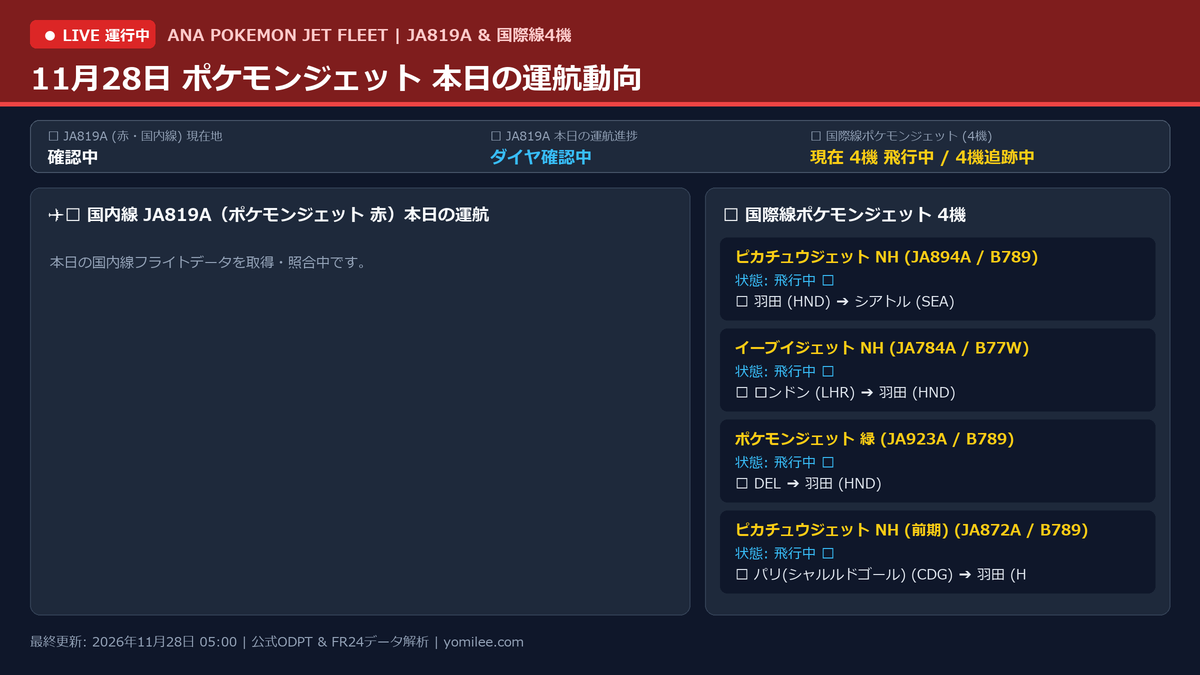 ● LIVE 運行中 ANA POKEMON JET FLEET | JA819A & 国際線4機
11月28日 ポケモンジェット 本日の運航動向
□ JA819A (赤・国内線) 現在地
確認中
□ JA819A 本日の運航進捗
ダイヤ確認中
□ 国際線ポケモンジェット (4機)
現在 4機 飛行中 / 4機追跡中
✈□ 国内線 JA819A（ポケモンジェット 赤）本日の運航
本日の国内線フライトデータを取得・照合中です。
□ 国際線ポケモンジェット 4機
ピカチュウジェット NH (JA894A / B789)
状態: 飛行中 □
□ 羽田 (HND) ➔ シアトル (SEA)
イーブイジェット NH (JA784A / B77W)
状態: 飛行中 □
□ ロンドン (LHR) ➔ 羽田 (HND)
ポケモンジェット 緑 (JA923A / B789)
状態: 飛行中 □
□ DEL ➔ 羽田 (HND)
ピカチュウジェット NH (前期) (JA872A / B789)
状態: 飛行中 □
□ パリ(シャルルドゴール) (CDG) ➔ 羽田 (H
最終更新: 2026年11月28日 05:00 | 公式ODPT & FR24データ解析 | yomilee.com